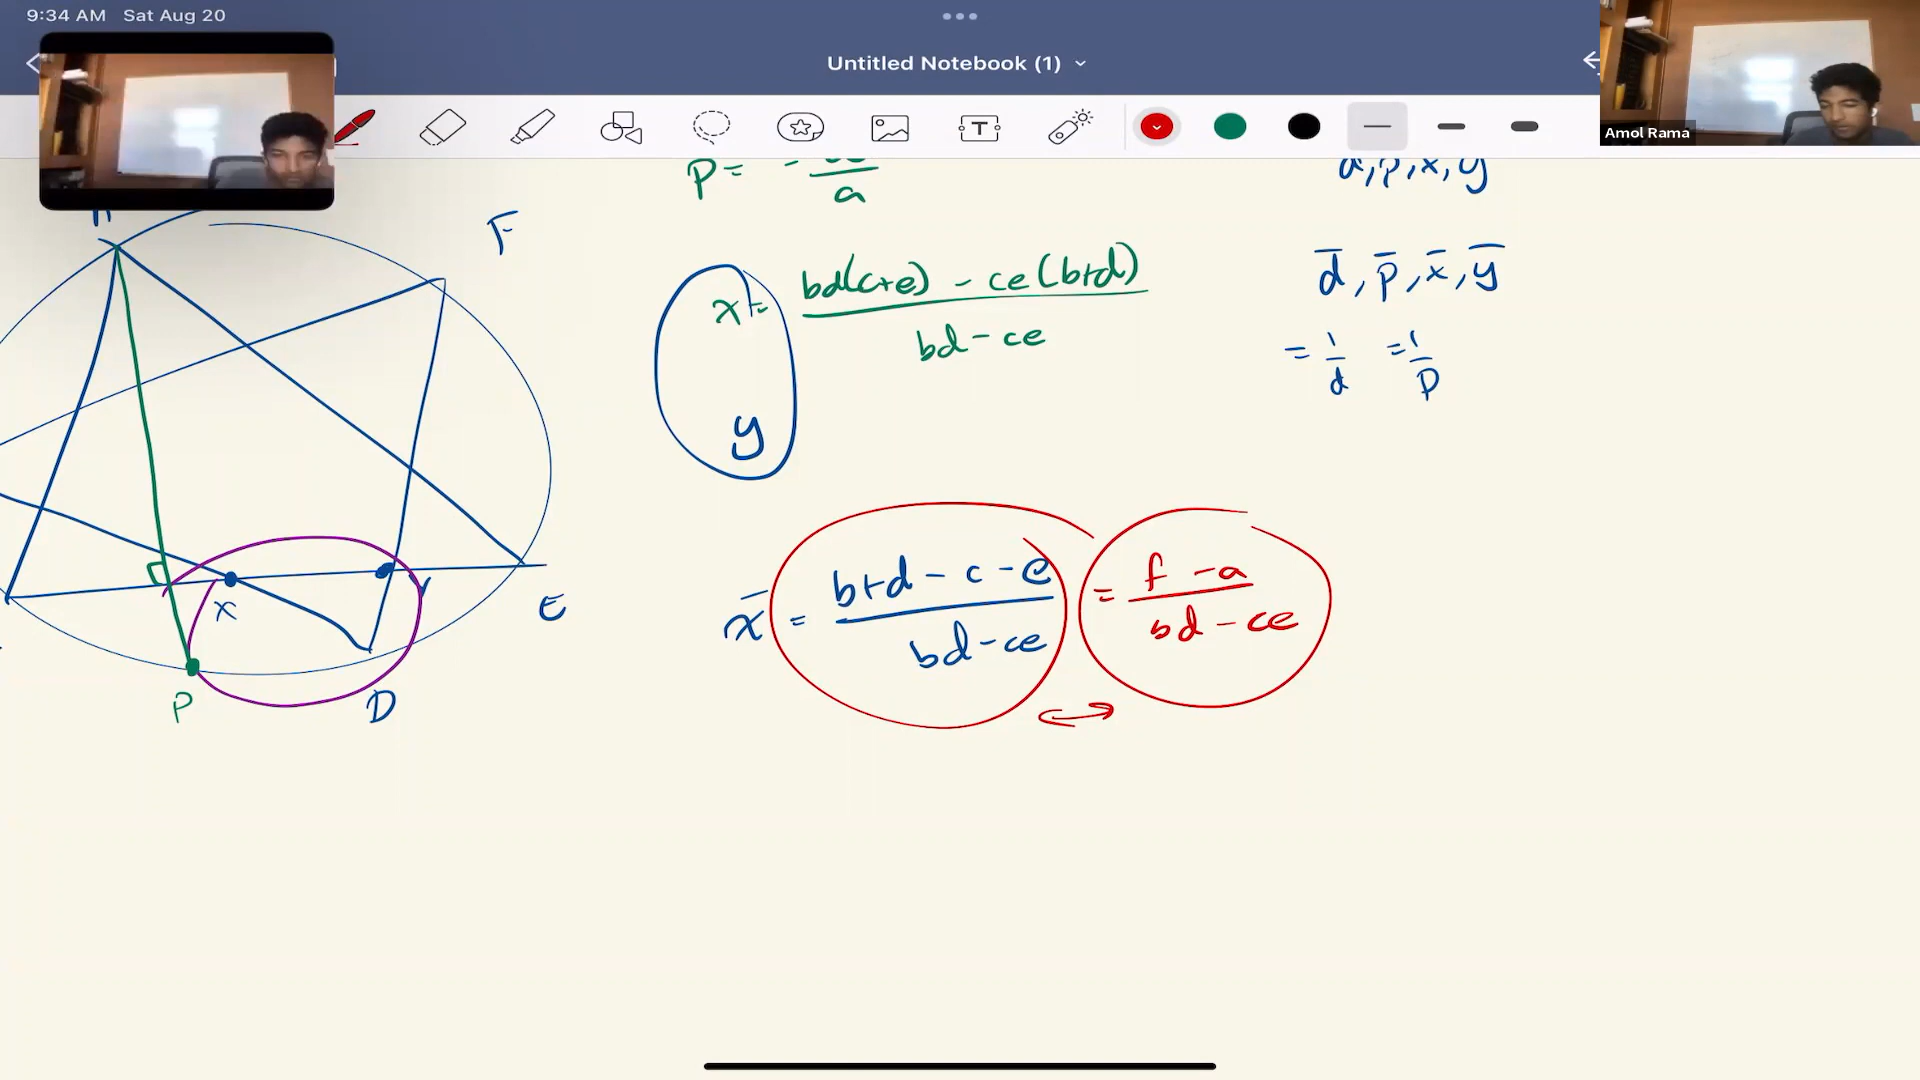 9:34 AM Sat Aug 20
Untitled Notebook (1)
T
Amol Rama
P = -
a
, p, x, y
F
x = bd(c+e) - ce(b+d)
bd - ce
y
d̅, p̅, x̅, y̅
= 1/d = 1/p
x̅ = b+d - c - e
bd - ce
= f - a
bd - ce
X
Y
E
P
D